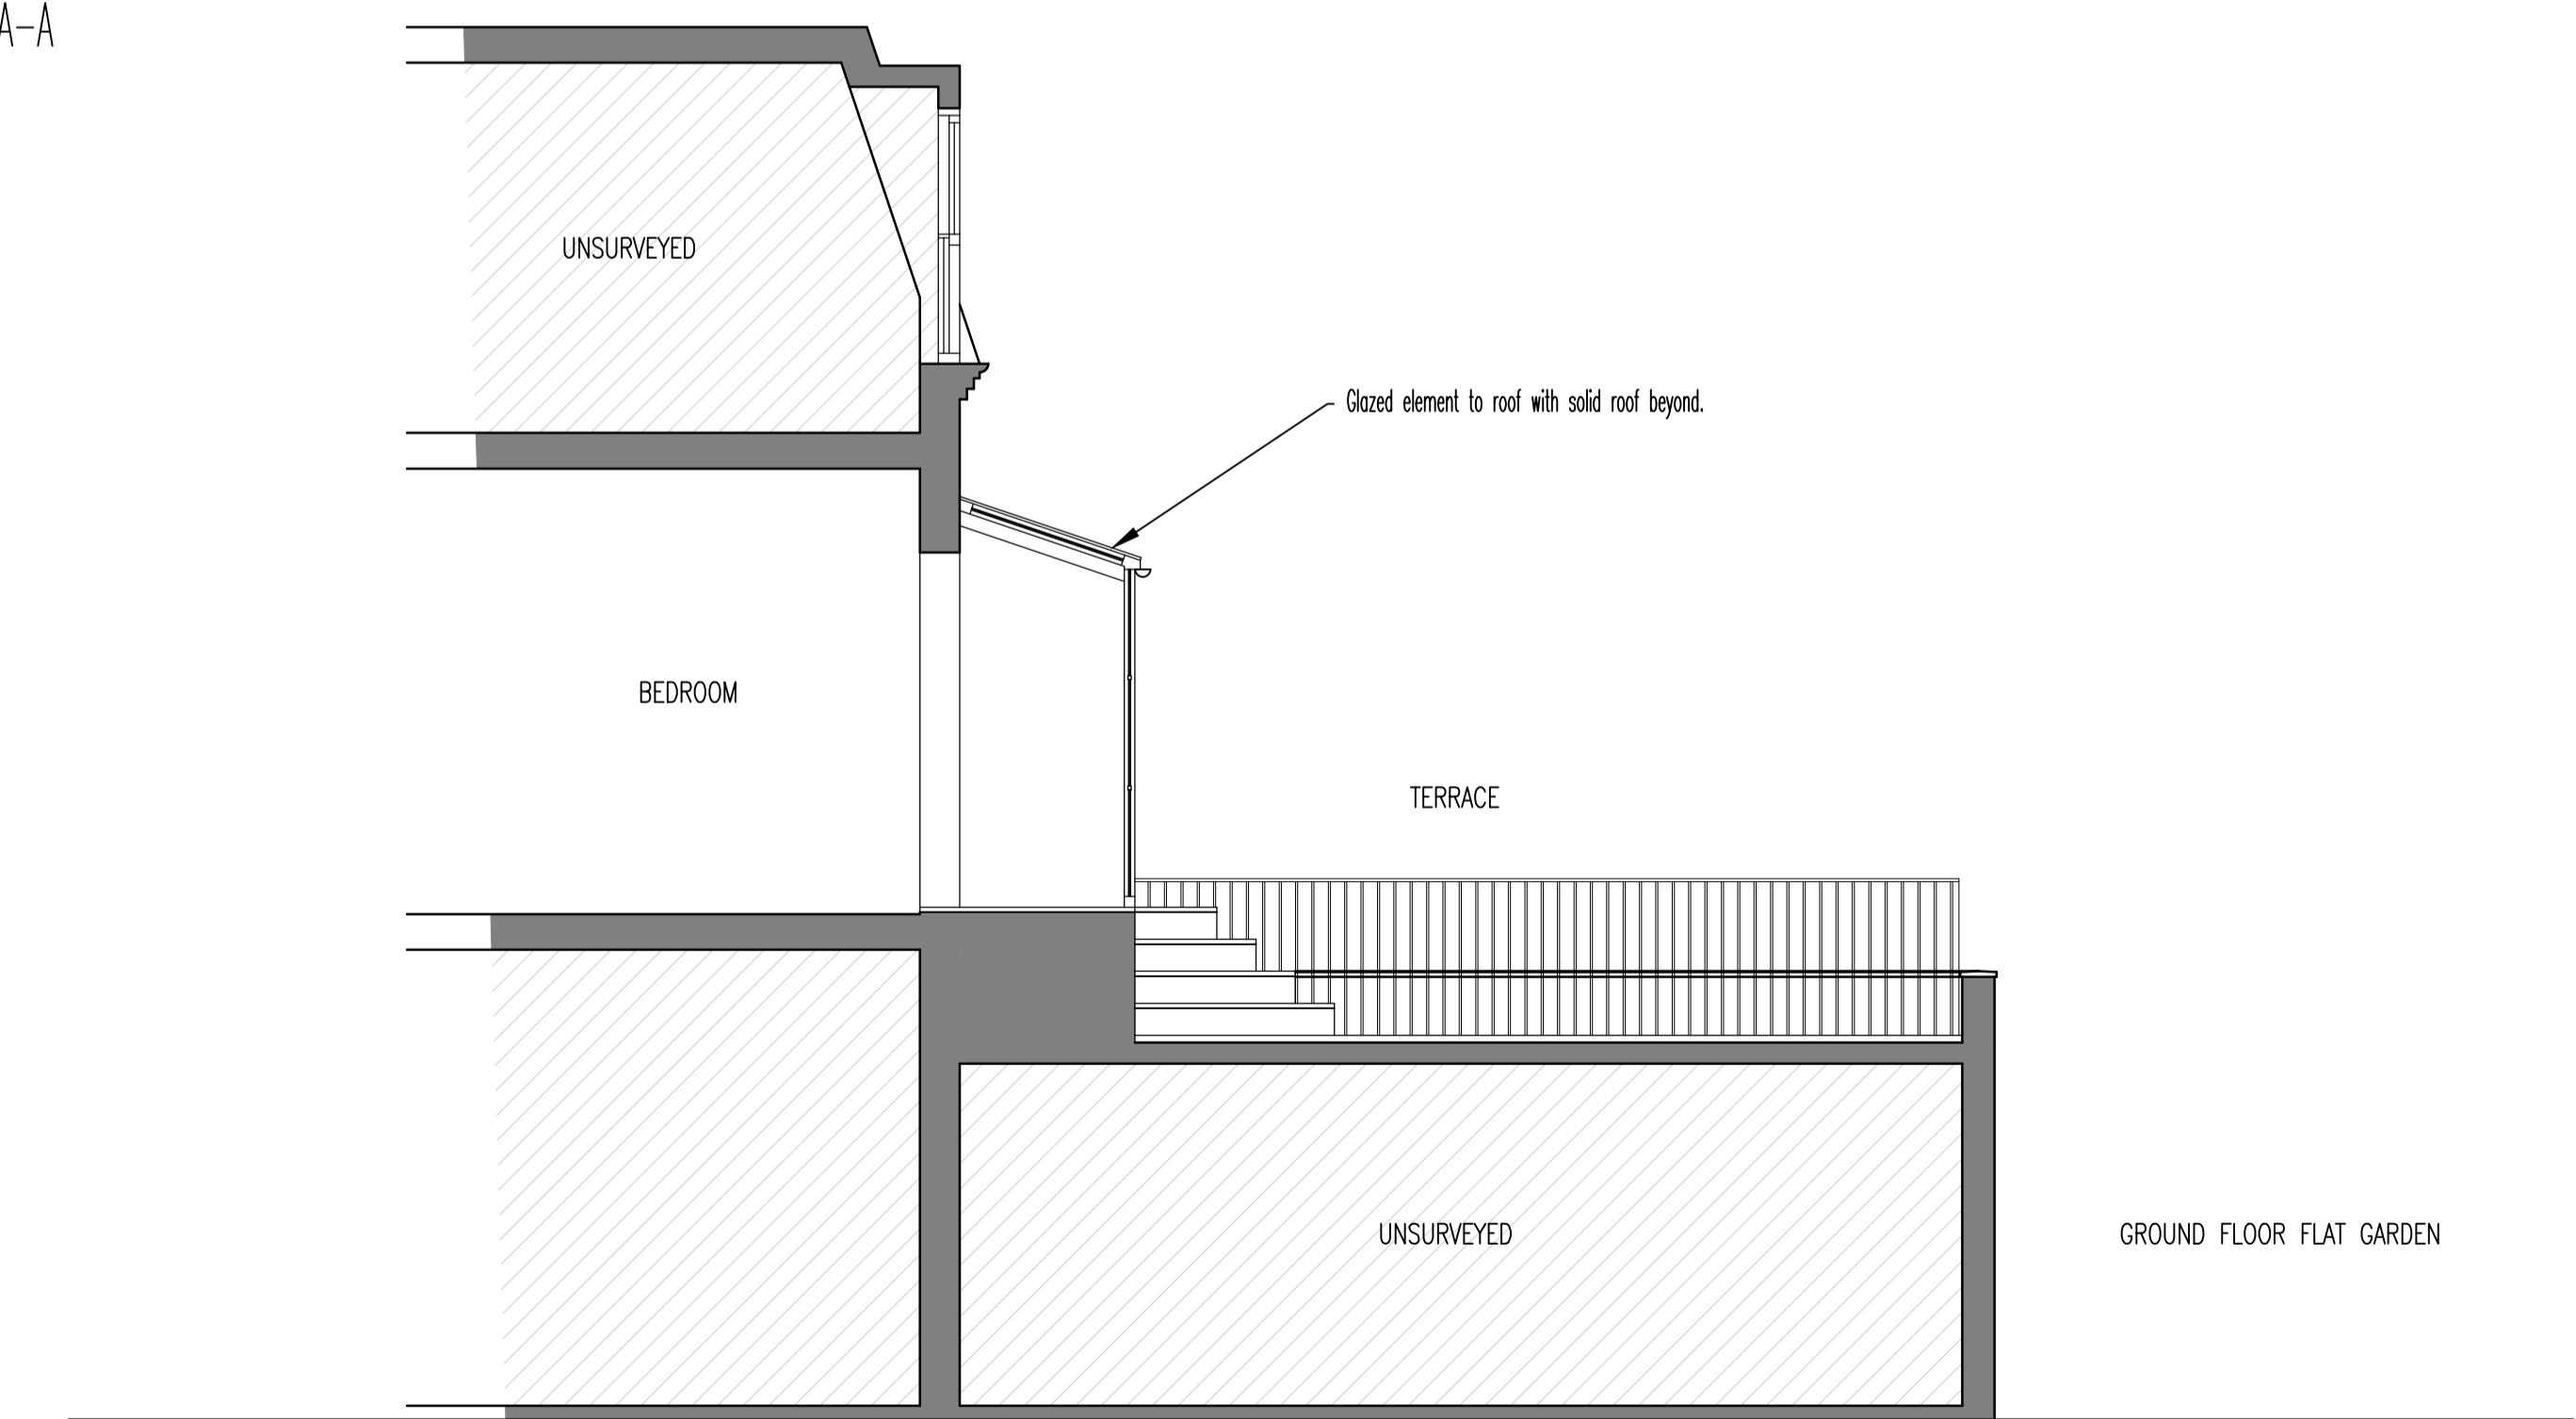 A-A
UNSURVEYED
Glazed element to roof with solid roof beyond.
BEDROOM
TERRACE
UNSURVEYED
GROUND FLOOR FLAT GARDEN